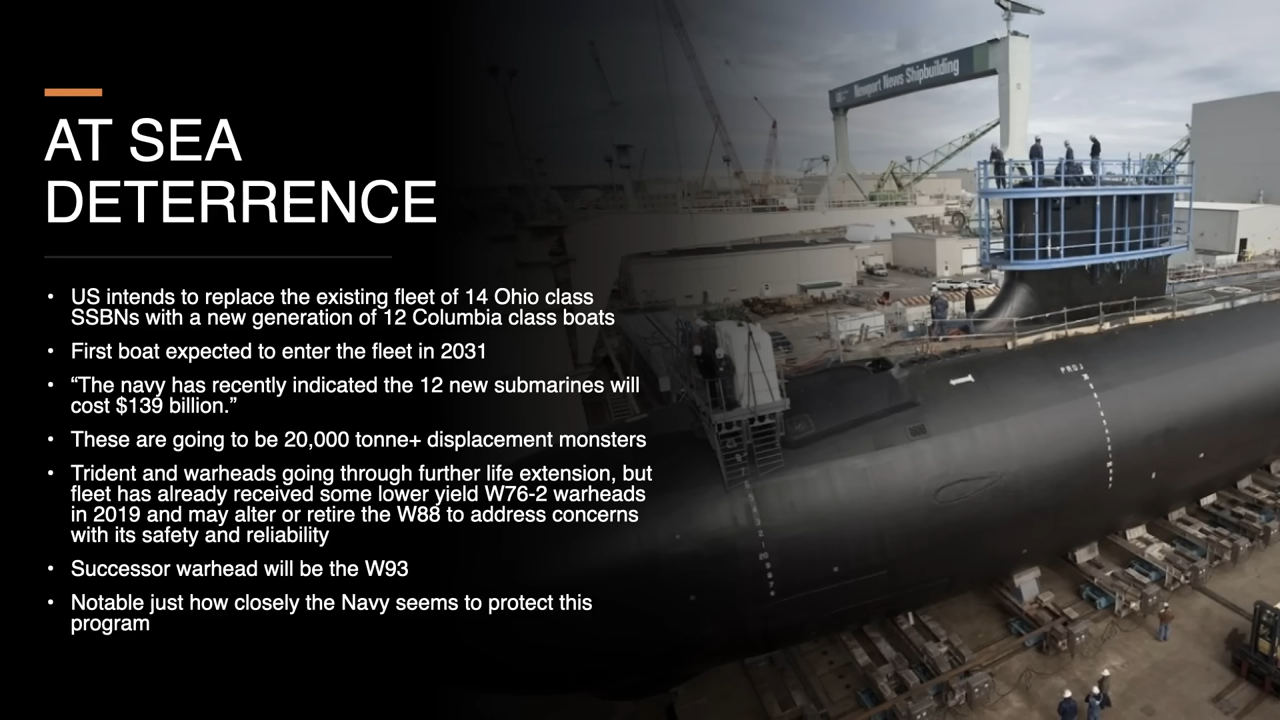 Newport News Shipbuilding
AT SEA
DETERRENCE
• US intends to replace the existing fleet of 14 Ohio class
SSBNs with a new generation of 12 Columbia class boats
• First boat expected to enter the fleet in 2031
• “The navy has recently indicated the 12 new submarines will
cost $139 billion.”
• These are going to be 20,000 tonne+ displacement monsters
• Trident and warheads going through further life extension, but
fleet has already received some lower yield W76-2 warheads
in 2019 and may alter or retire the W88 to address concerns
with its safety and reliability
• Successor warhead will be the W93
• Notable just how closely the Navy seems to protect this
program